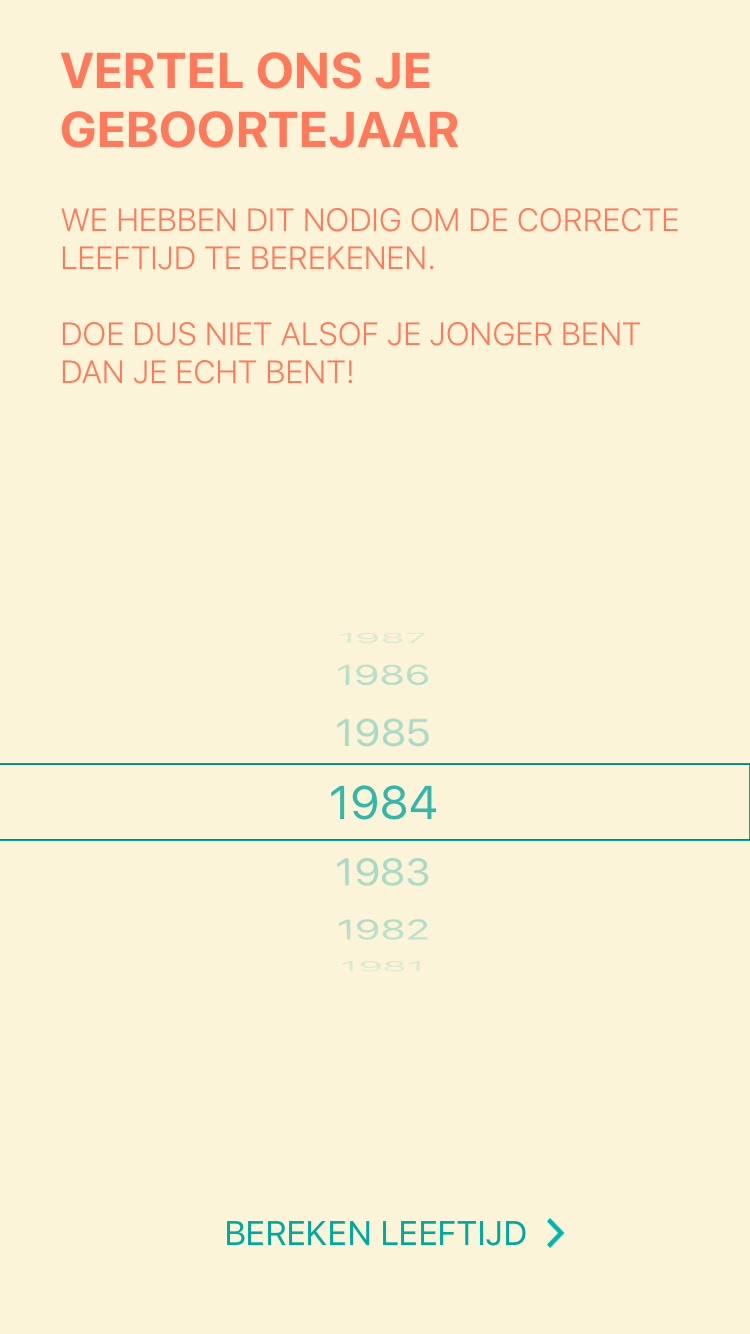 VERTEL ONS JE
GEBOORTEJAAR
WE HEBBEN DIT NODIG OM DE CORRECTE
LEEFTIJD TE BEREKENEN.
DOE DUS NIET ALSOF JE JONGER BENT
DAN JE ECHT BENT!
1987
1986
1985
1984
1983
1982
1981
BEREKEN LEEFTIJD